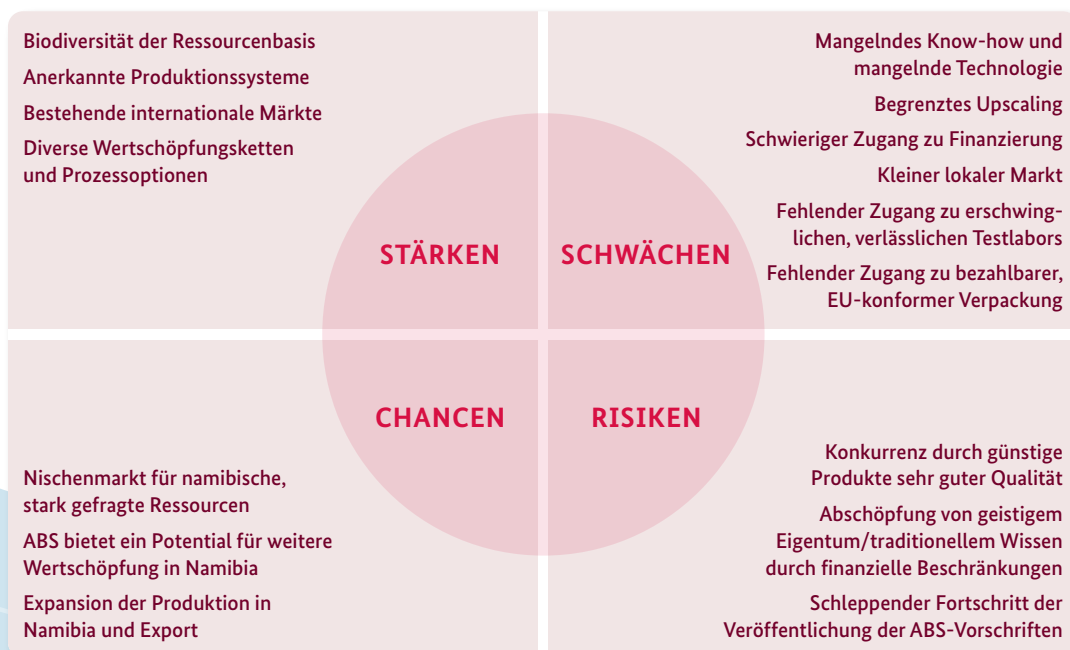 Biodiversität der Ressourcenbasis
Anerkannte Produktionssysteme
Bestehende internationale Märkte
Diverse Wertschöpfungsketten
und Prozessoptionen
STÄRKEN
Mangelndes Know-how und
mangelnde Technologie
Begrenztes Upscaling
Schwieriger Zugang zu Finanzierung
Kleiner lokaler Markt
Fehlender Zugang zu erschwing-
lichen, verlässlichen Testlabors
Fehlender Zugang zu bezahlbarer,
EU-konformer Verpackung
SCHWÄCHEN
CHANCEN
Nischenmarkt für namibische,
stark gefragte Ressourcen
ABS bietet ein Potential für weitere
Wertschöpfung in Namibia
Expansion der Produktion in
Namibia und Export
RISIKEN
Konkurrenz durch günstige
Produkte sehr guter Qualität
Abschöpfung von geistigem
Eigentum/traditionellem Wissen
durch finanzielle Beschränkungen
Schleppender Fortschritt der
Veröffentlichung der ABS-Vorschriften